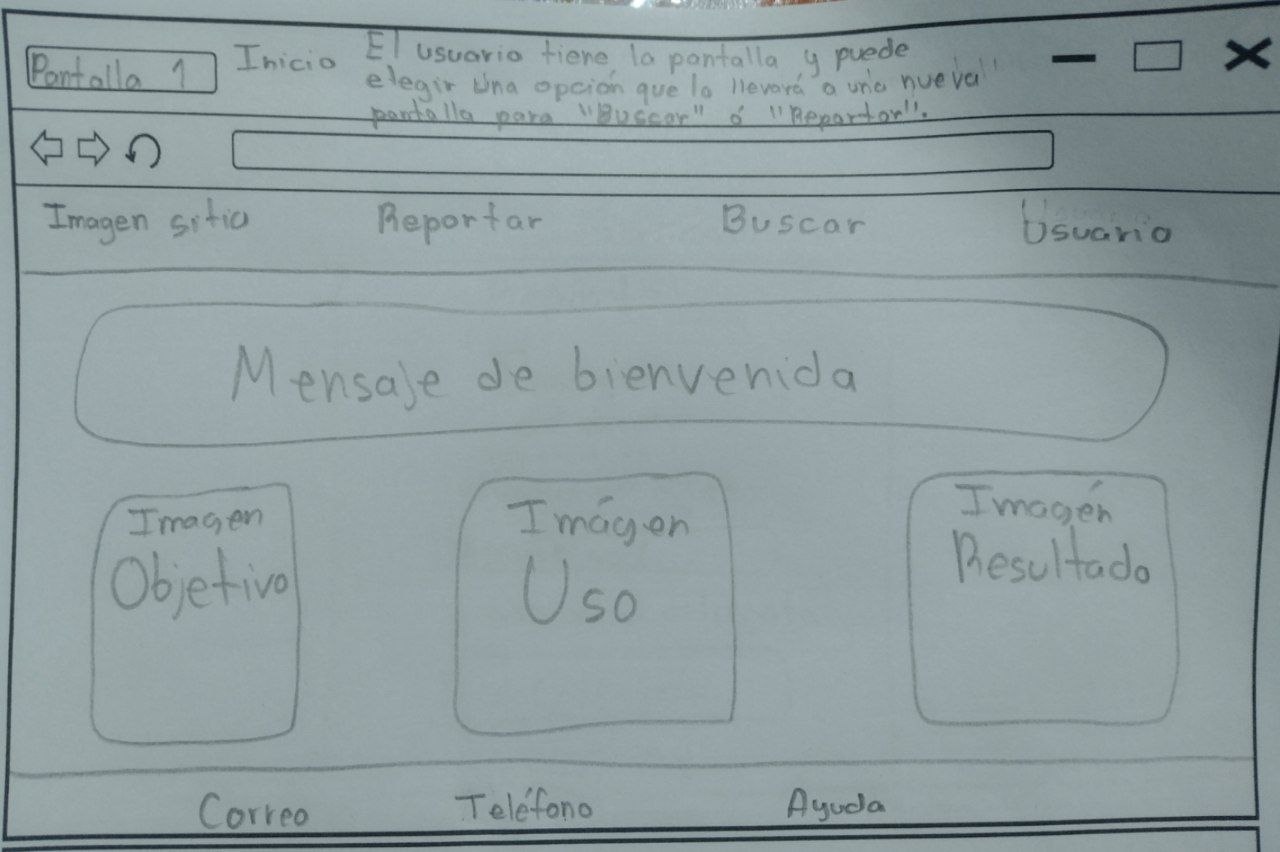 Pantalla 1
Inicio
El usuario tiene la pantalla y puede
elegir una opción que lo llevará a una nueva
pantalla para "Buscar" ó "Reportar".
Imagen sitio
Reportar
Buscar
Usuario
Mensaje de bienvenida
Imagen
Objetivo
Imágen
Uso
Imagén
Resultado
Correo
Teléfono
Ayuda